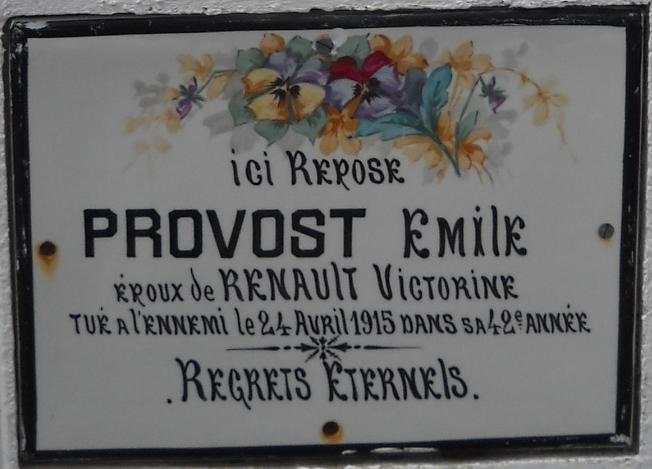 ici REPOSE
PROVOST EMilE
ÉPOUX de RENAULT VICTORINE
TUÉ A l'ENNEMI le 24 AVRil 1915 DANS SA 42e ANNÉE
. REGRETS ÉTERNElS .